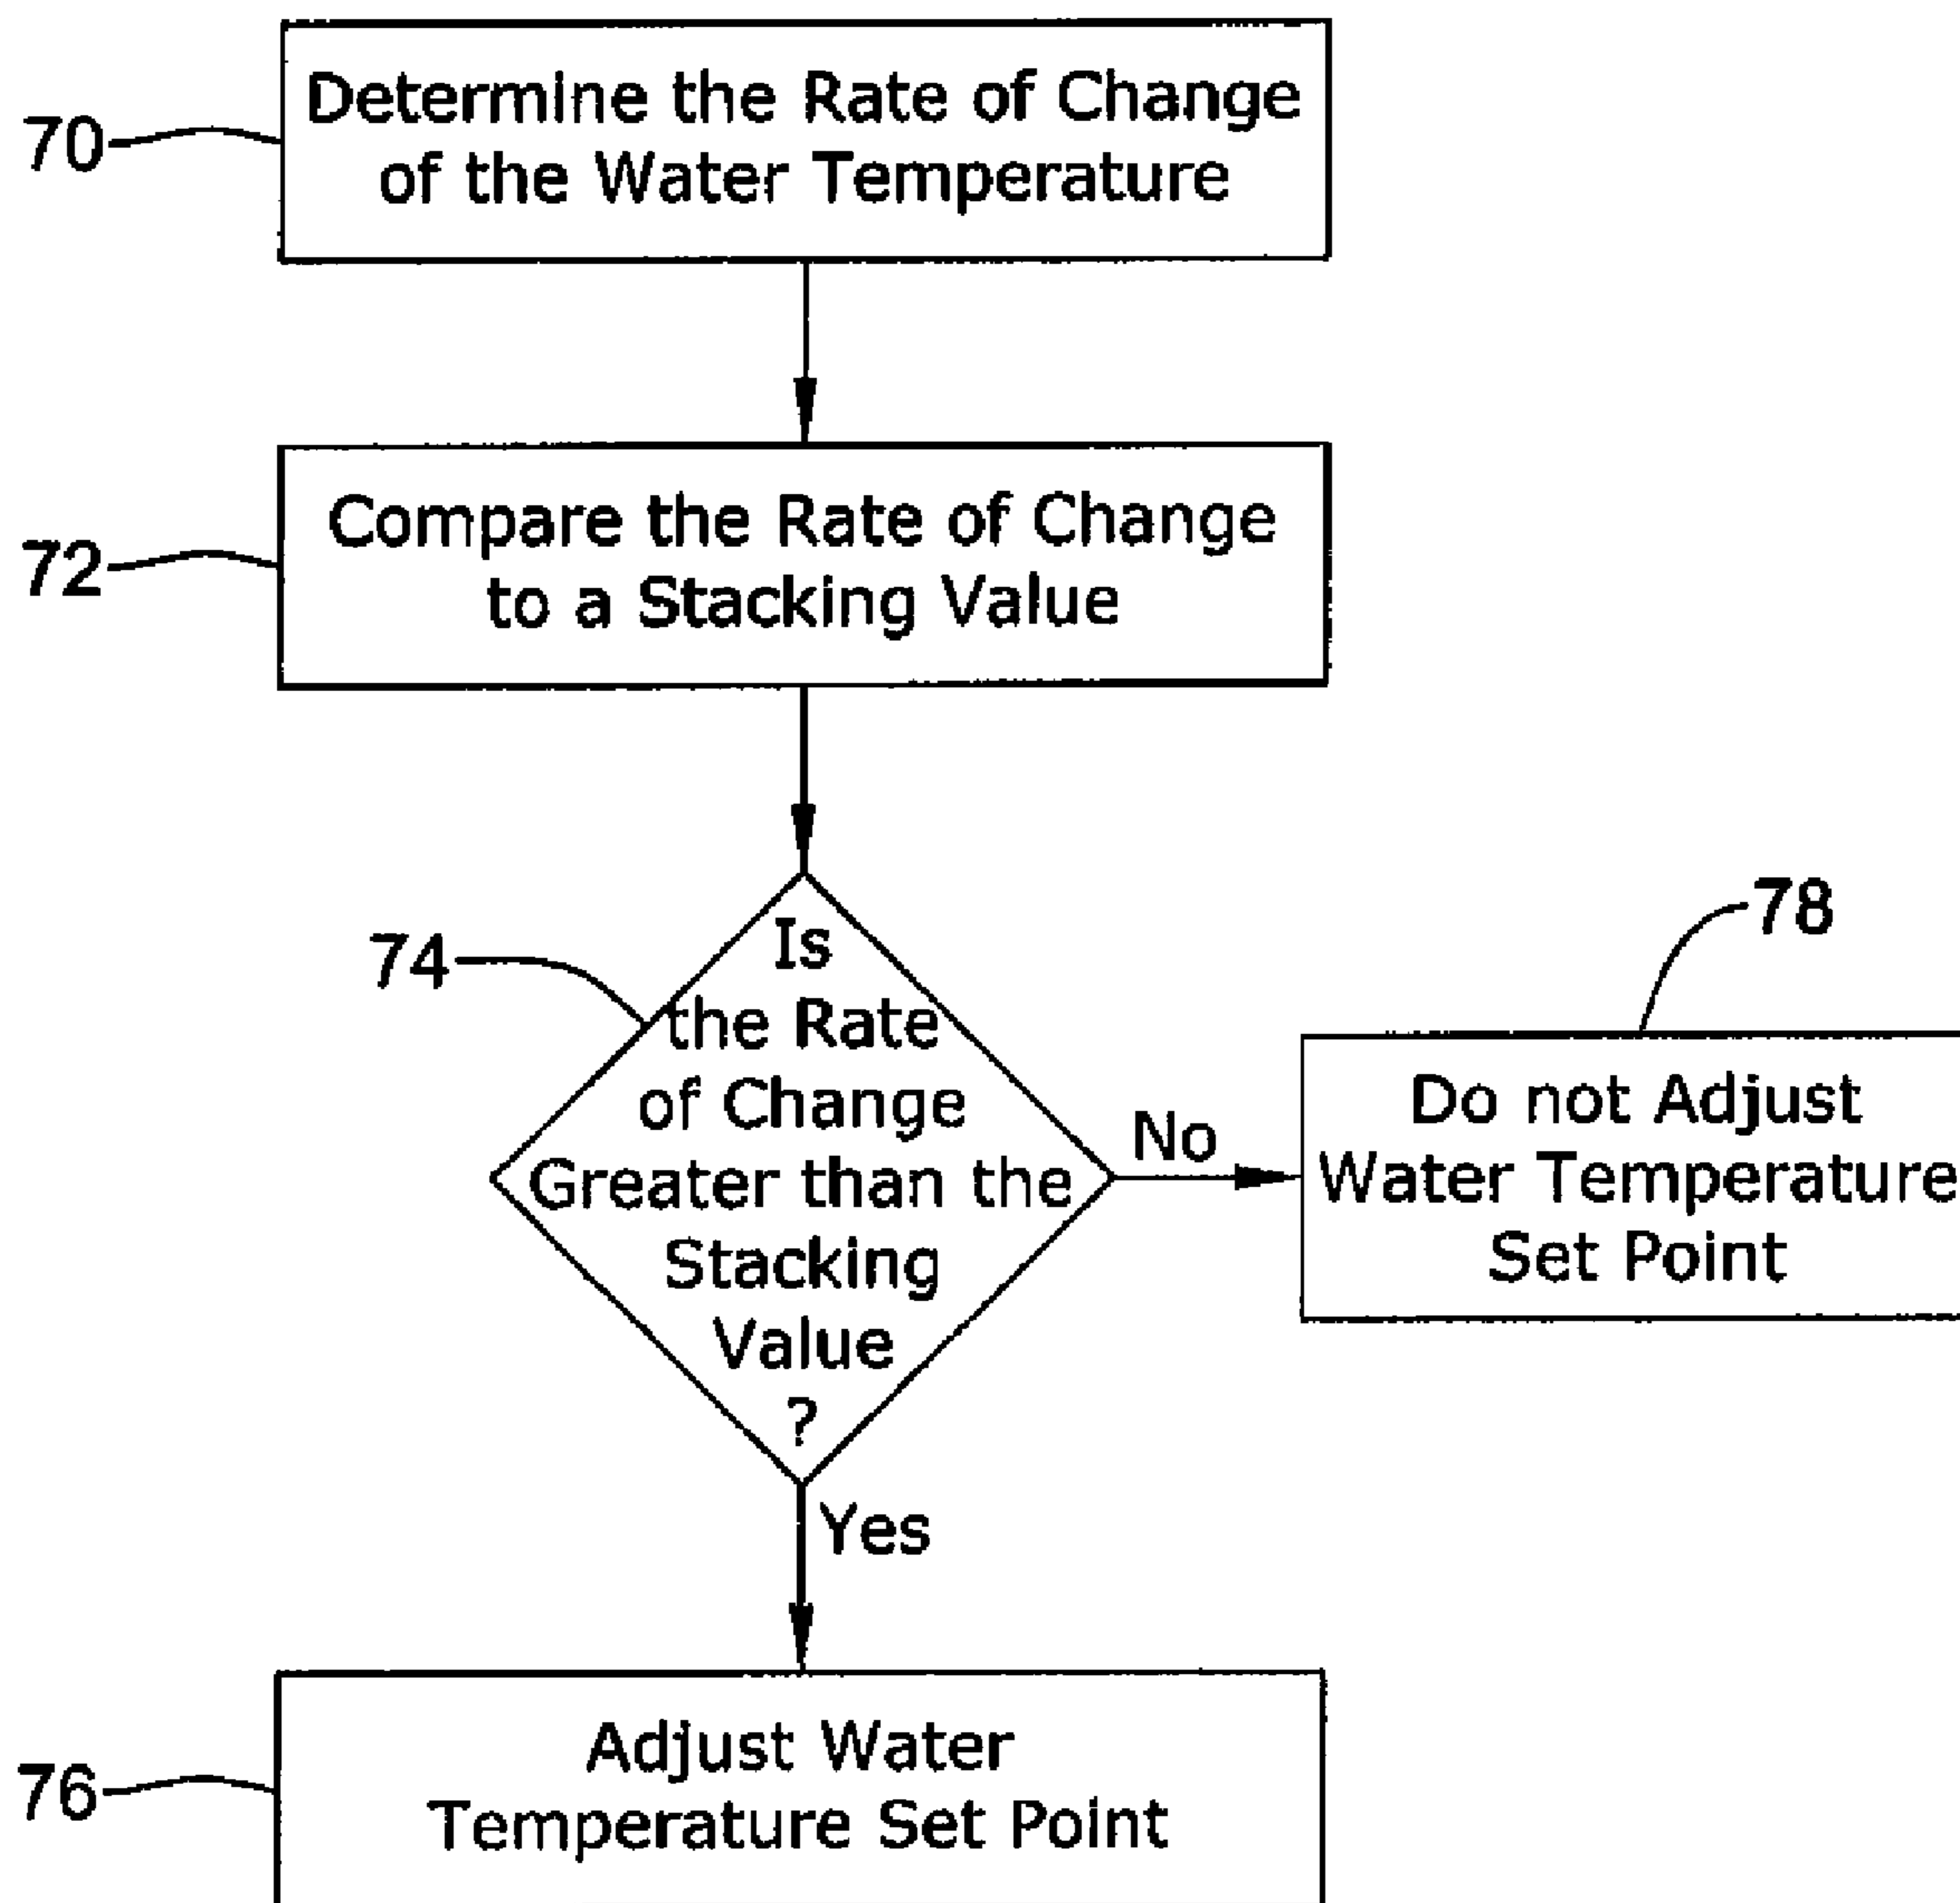 70
Determine the Rate of Change
of the Water Temperature
72
Compare the Rate of Change
to a Stacking Value
74
Is
the Rate
of Change
Greater than the
Stacking
Value
?
No
78
Do not Adjust
Water Temperature
Set Point
Yes
76
Adjust Water
Temperature Set Point